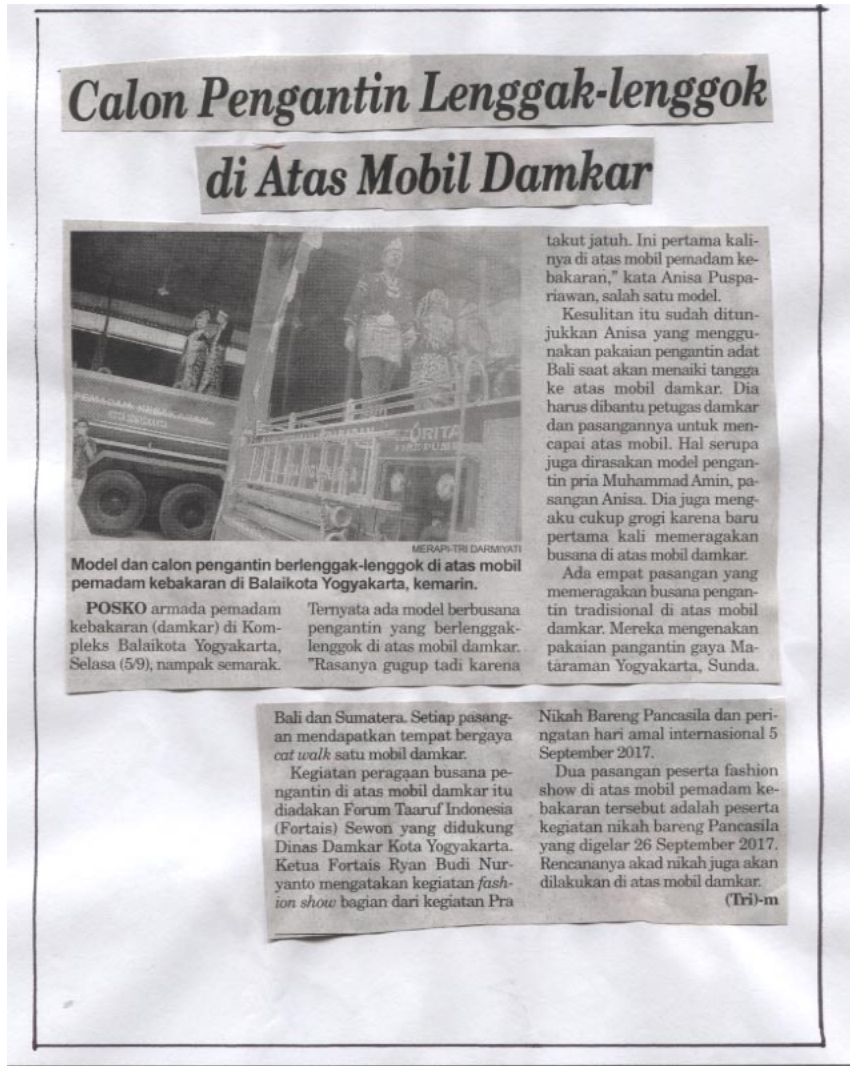 Calon Pengantin Lenggak-lenggok
di Atas Mobil Damkar
PEMADAM KEBAKARAN
MERAPI-TRI DARMIYATI
Model dan calon pengantin berlenggak-lenggok di atas mobil
pemadam kebakaran di Balaikota Yogyakarta, kemarin.
POSKO armada pemadam
kebakaran (damkar) di Kom-
pleks Balaikota Yogyakarta,
Selasa (5/9), nampak semarak.
Ternyata ada model berbusana
pengantin yang berlenggak-
lenggok di atas mobil damkar.
"Rasanya gugup tadi karena
takut jatuh. Ini pertama kali-
nya di atas mobil pemadam ke-
bakaran," kata Anisa Puspa-
riawan, salah satu model.
Kesulitan itu sudah ditun-
jukkan Anisa yang menggu-
nakan pakaian pengantin adat
Bali saat akan menaiki tangga
ke atas mobil damkar. Dia
harus dibantu petugas damkar
dan pasangannya untuk men-
capai atas mobil. Hal serupa
juga dirasakan model pengan-
tin pria Muhammad Amin, pa-
sangan Anisa. Dia juga meng-
aku cukup grogi karena baru
pertama kali memeragakan
busana di atas mobil damkar.
Ada empat pasangan yang
memeragakan busana pengan-
tin tradisional di atas mobil
damkar. Mereka mengenakan
pakaian pangantin gaya Ma-
taraman Yogyakarta, Sunda.
Bali dan Sumatera. Setiap pasang-
an mendapatkan tempat bergaya
cat walk satu mobil damkar.
Kegiatan peragaan busana pe-
ngantin di atas mobil damkar itu
diadakan Forum Taaruf Indonesia
(Fortais) Sewon yang didukung
Dinas Damkar Kota Yogyakarta.
Ketua Fortais Ryan Budi Nur-
yanto mengatakan kegiatan fash-
ion show bagian dari kegiatan Pra
Nikah Bareng Pancasila dan peri-
ngatan hari amal internasional 5
September 2017.
Dua pasangan peserta fashion
show di atas mobil pemadam ke-
bakaran tersebut adalah peserta
kegiatan nikah bareng Pancasila
yang digelar 26 September 2017.
Rencananya akad nikah juga akan
dilakukan di atas mobil damkar.
(Tri)-m